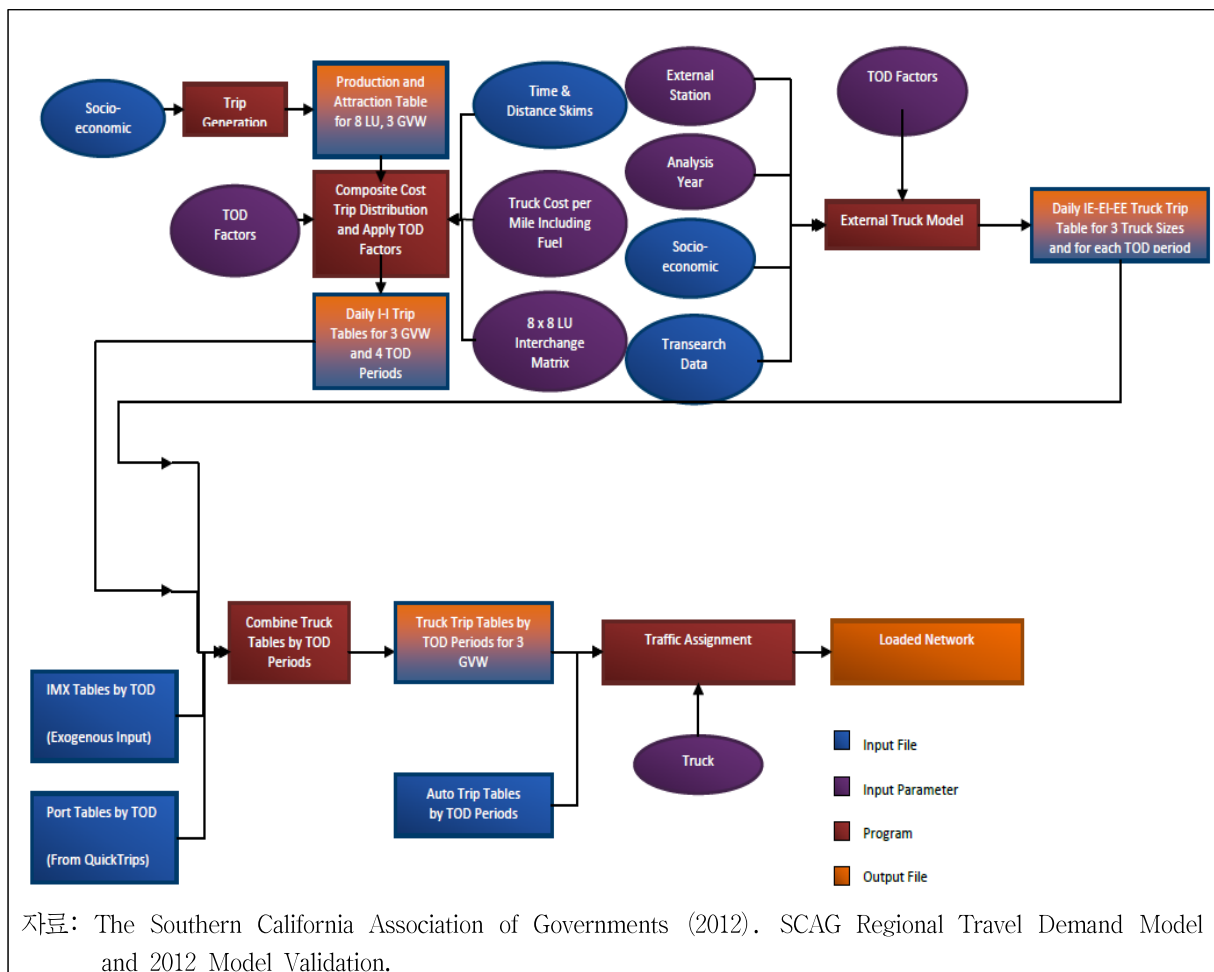 Socio-
economic
Trip
Generation
Production and
Attraction Table
for 8 LU, 3 GVW
Time &
Distance Skims
External
Station
TOD Factors
TOD
Factors
Composite Cost
Trip Distribution
and Apply TOD
Factors
Truck Cost per
Mile Including
Fuel
Analysis
Year
Socio-
economic
External Truck Model
Daily IE-EI-EE Truck Trip
Table for 3 Truck Sizes
and for each TOD period
Daily I-I Trip
Tables for 3 GVW
and 4 TOD
Periods
8 x 8 LU
Interchange
Matrix
Transearch
Data
Combine Truck
Tables by TOD
Periods
Truck Trip Tables by
TOD Periods for 3
GVW
Traffic Assignment
Loaded Network
IMX Tables by TOD
(Exogenous Input)
Port Tables by TOD
(From QuickTrips)
Auto Trip Tables
by TOD Periods
Truck
Input File
Input Parameter
Program
Output File
자료: The Southern California Association of Governments (2012). SCAG Regional Travel Demand Model
and 2012 Model Validation.